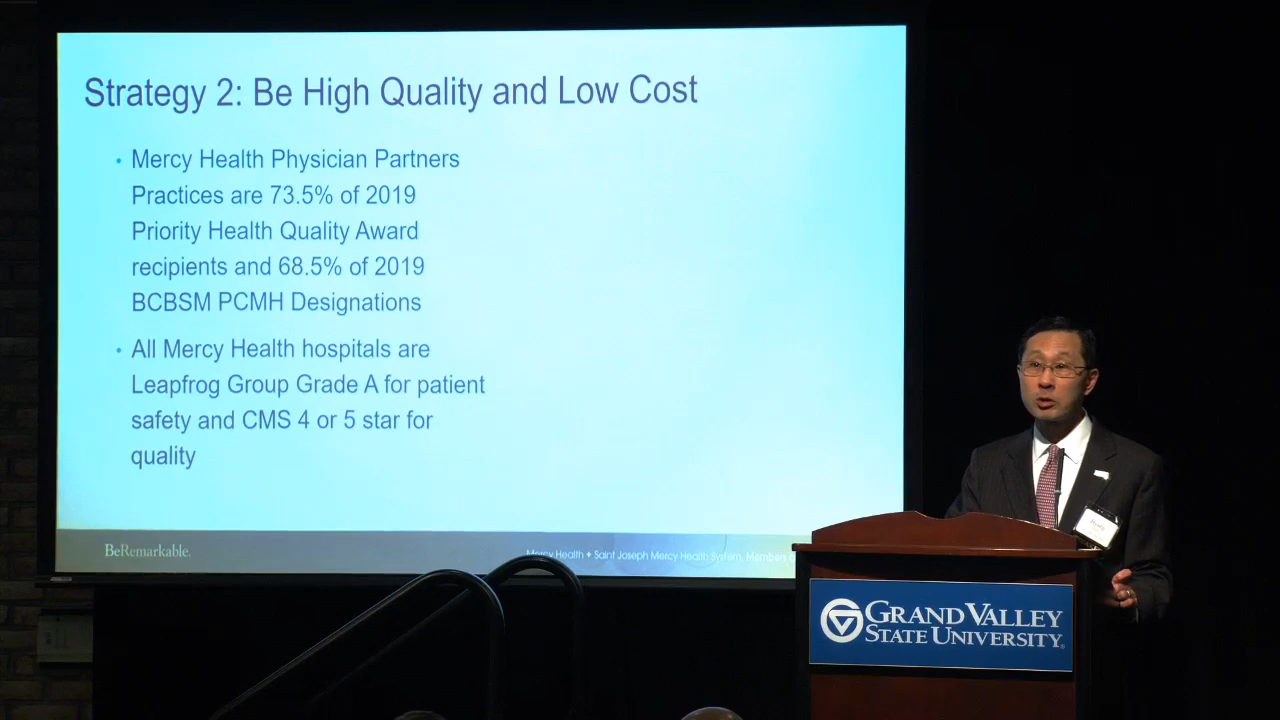 Strategy 2: Be High Quality and Low Cost
• Mercy Health Physician Partners
Practices are 73.5% of 2019
Priority Health Quality Award
recipients and 68.5% of 2019
BCBSM PCMH Designations
• All Mercy Health hospitals are
Leapfrog Group Grade A for patient
safety and CMS 4 or 5 star for
quality
BeRemarkable.
Mercy Health Saint Joseph Mercy Health System, Members
GRAND VALLEY
STATE UNIVERSITY